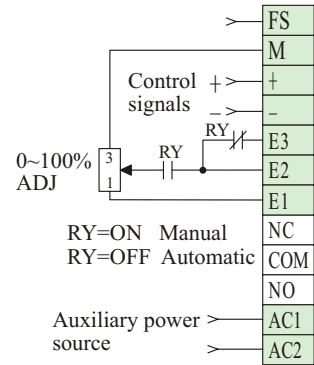 FS
M
Control + +
signals – –
RY E3
0~100% 3 RY E2
ADJ 1 E1
RY=ON Manual NC
RY=OFF Automatic COM
NO
Auxiliary power AC1
source AC2